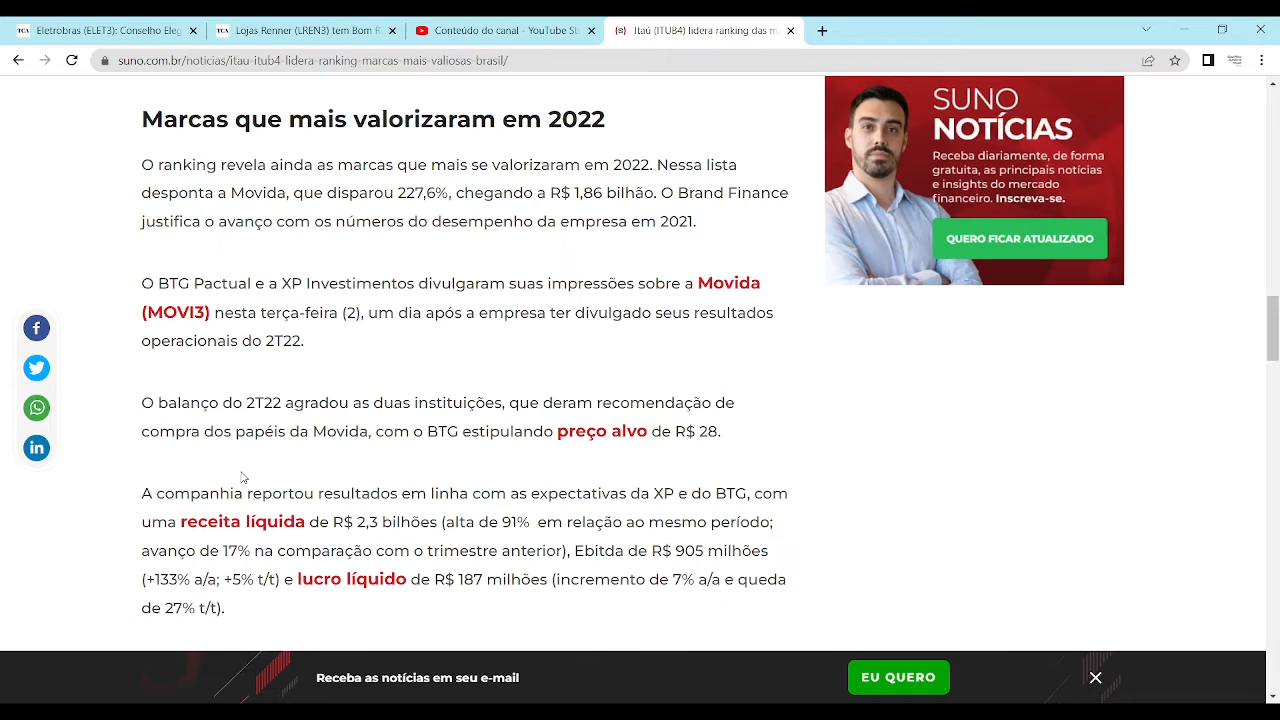 Eletrobras (ELET3): Conselho Eleg
Lojas Renner (LREN3) tem Bom R
Conteúdo do canal - YouTube St
Itaú (ITUB4) lidera ranking das m
suno.com.br/noticias/itau-itub4-lidera-ranking-marcas-mais-valiosas-brasil/
Marcas que mais valorizaram em 2022
O ranking revela ainda as marcas que mais se valorizaram em 2022. Nessa lista
desponta a Movida, que disparou 227,6%, chegando a R$ 1,86 bilhão. O Brand Finance
justifica o avanço com os números do desempenho da empresa em 2021.
O BTG Pactual e a XP Investimentos divulgaram suas impressões sobre a Movida
(MOVI3) nesta terça-feira (2), um dia após a empresa ter divulgado seus resultados
operacionais do 2T22.
O balanço do 2T22 agradou as duas instituições, que deram recomendação de
compra dos papéis da Movida, com o BTG estipulando preço alvo de R$ 28.
A companhia reportou resultados em linha com as expectativas da XP e do BTG, com
uma receita líquida de R$ 2,3 bilhões (alta de 91% em relação ao mesmo período;
avanço de 17% na comparação com o trimestre anterior), Ebitda de R$ 905 milhões
(+133% a/a; +5% t/t) e lucro líquido de R$ 187 milhões (incremento de 7% a/a e queda
de 27% t/t).
SUNO
NOTÍCIAS
Receba diariamente, de forma
gratuita, as principais notícias
e insights do mercado
financeiro. Inscreva-se.
QUERO FICAR ATUALIZADO
Receba as notícias em seu e-mail
EU QUERO